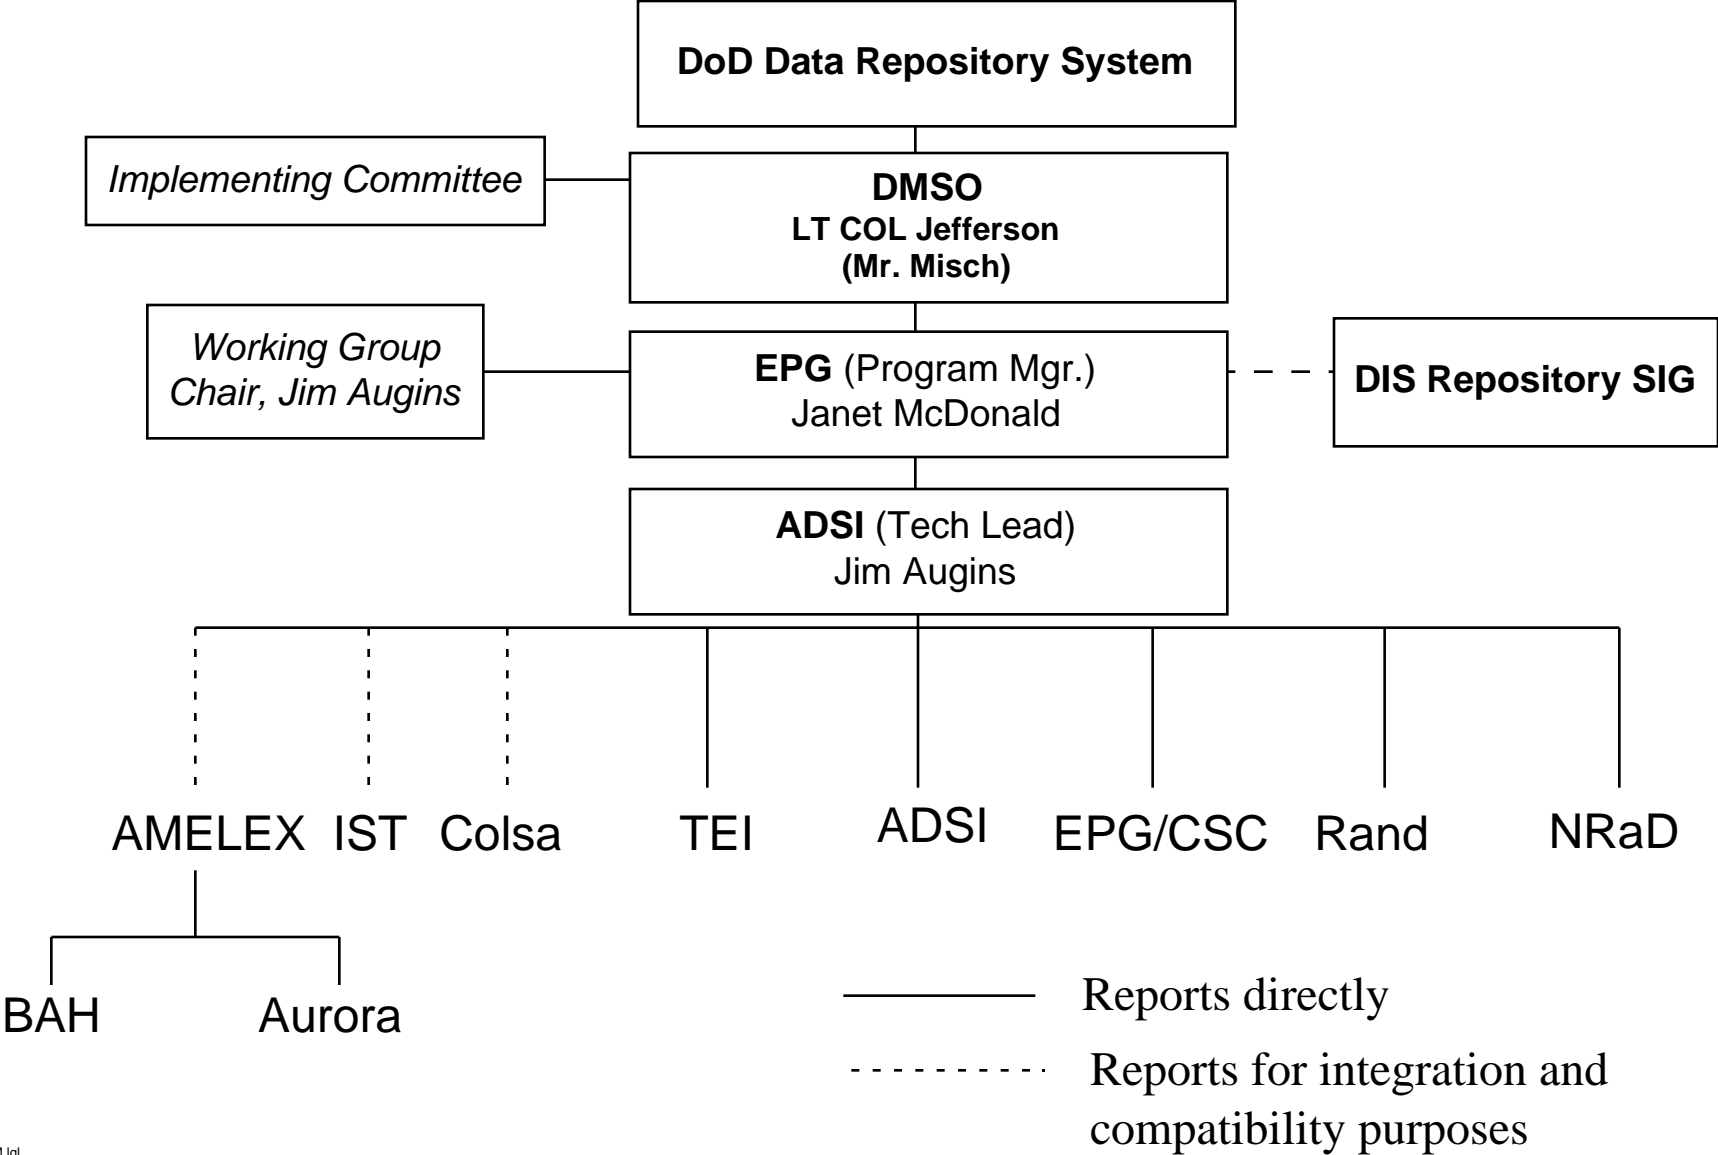 DoD Data Repository System
Implementing Committee
DMSO
LT COL Jefferson
(Mr. Misch)
Working Group
Chair, Jim Augins
EPG (Program Mgr.)
Janet McDonald
DIS Repository SIG
ADSI (Tech Lead)
Jim Augins
AMELEX IST Colsa TEI ADSI EPG/CSC Rand NRaD
BAH Aurora
Reports directly
Reports for integration and
compatibility purposes